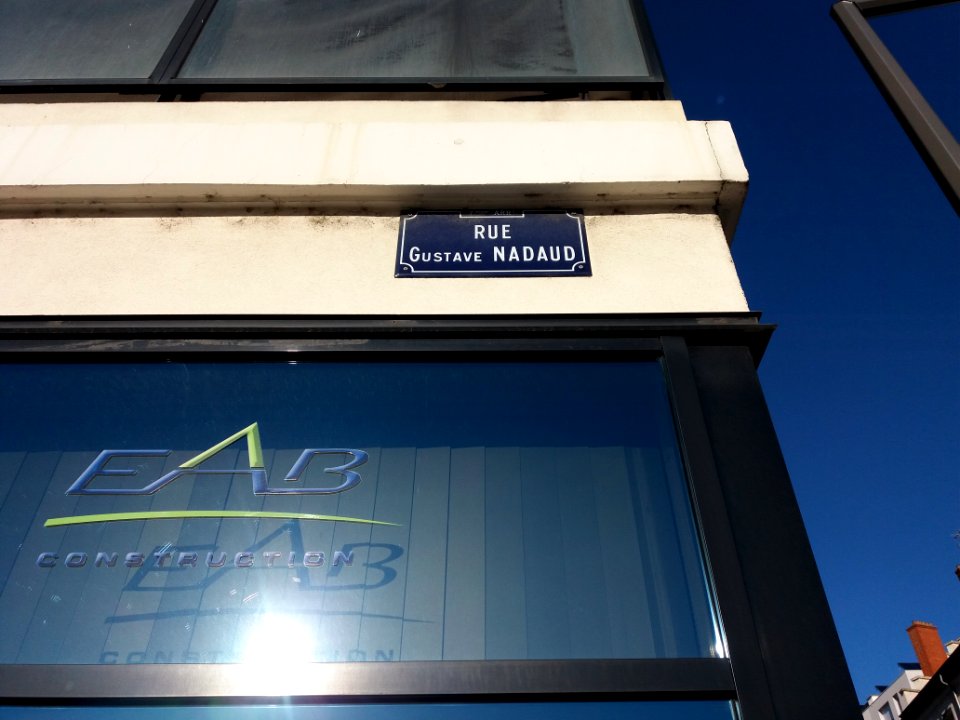 RUE
GUSTAVE NADAUD
EAB
CONSTRUCTION